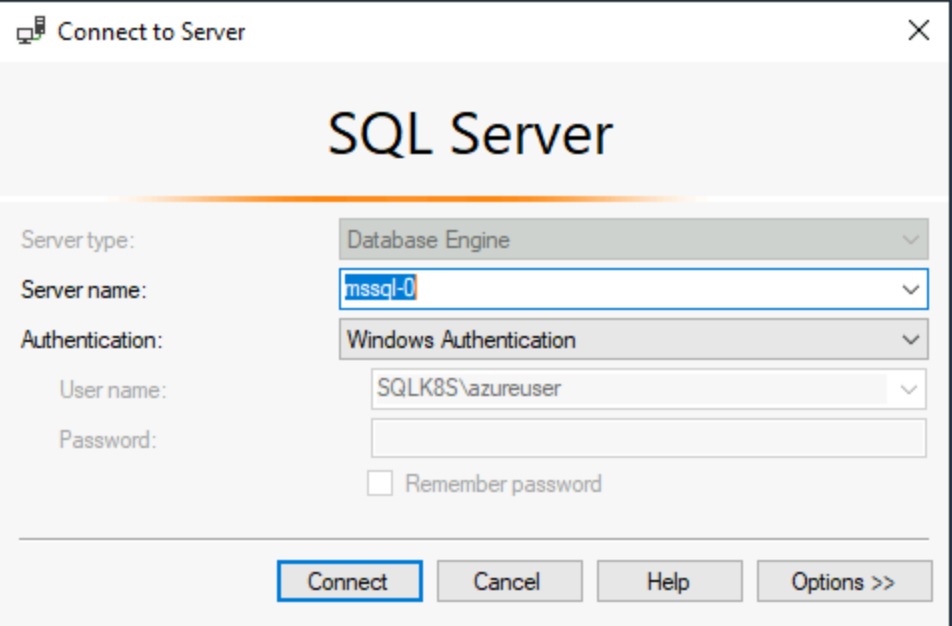 Connect to Server
SQL Server
Server type: Database Engine
Server name: mssql-0
Authentication: Windows Authentication
User name: SQLK8S\azureuser
Password:
Remember password
Connect Cancel Help Options >>